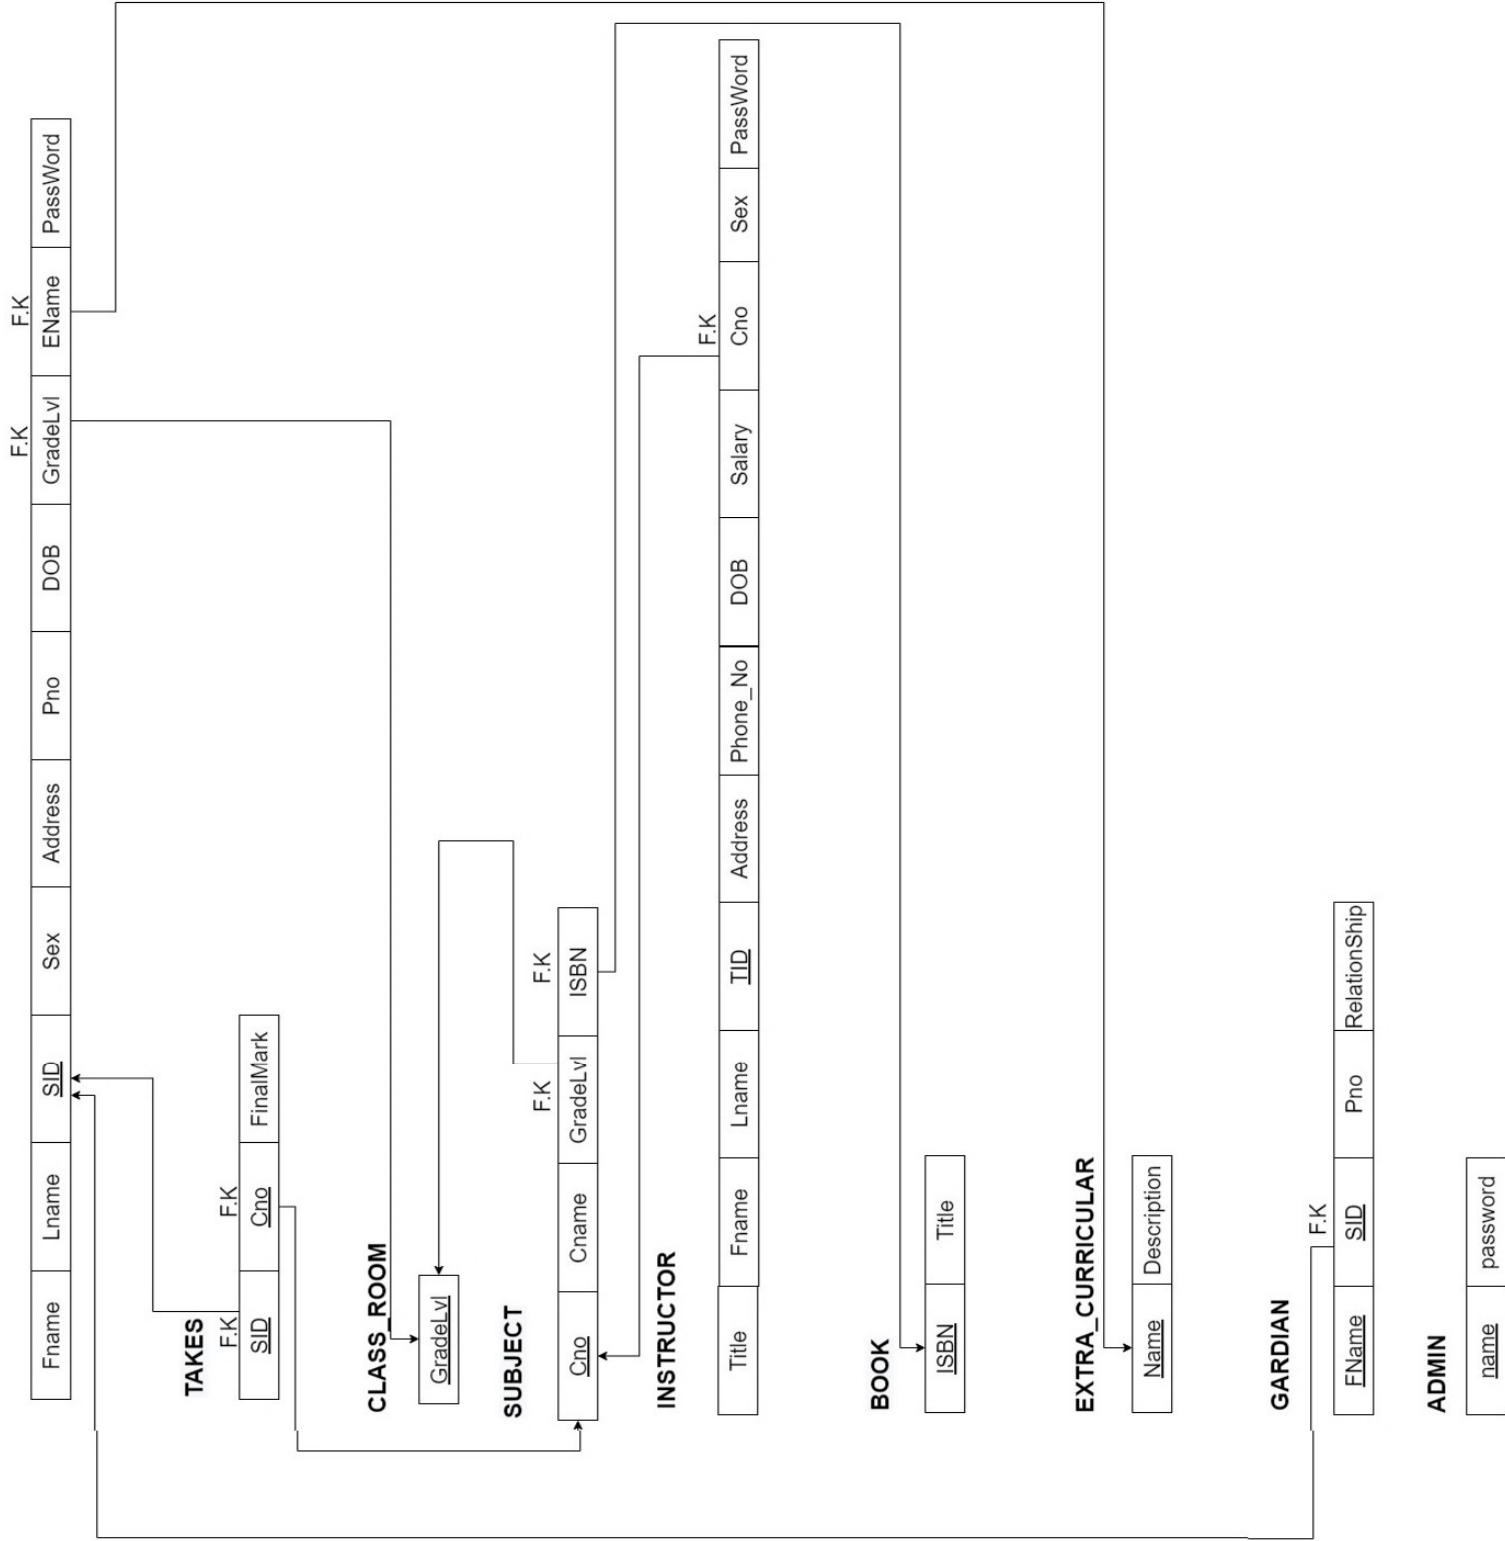 F.K F.K
Fname Lname SID Sex Address Pno DOB GradeLvl EName PassWord
TAKES
F.K F.K
SID Cno FinalMark
CLASS_ROOM
GradeLvl
SUBJECT
F.K F.K
Cno Cname GradeLvl ISBN
INSTRUCTOR
F.K
Title Fname Lname TID Address Phone_No DOB Salary Cno Sex PassWord
BOOK
ISBN Title
EXTRA_CURRICULAR
Name Description
GARDIAN
F.K
FName SID Pno RelationShip
ADMIN
name password